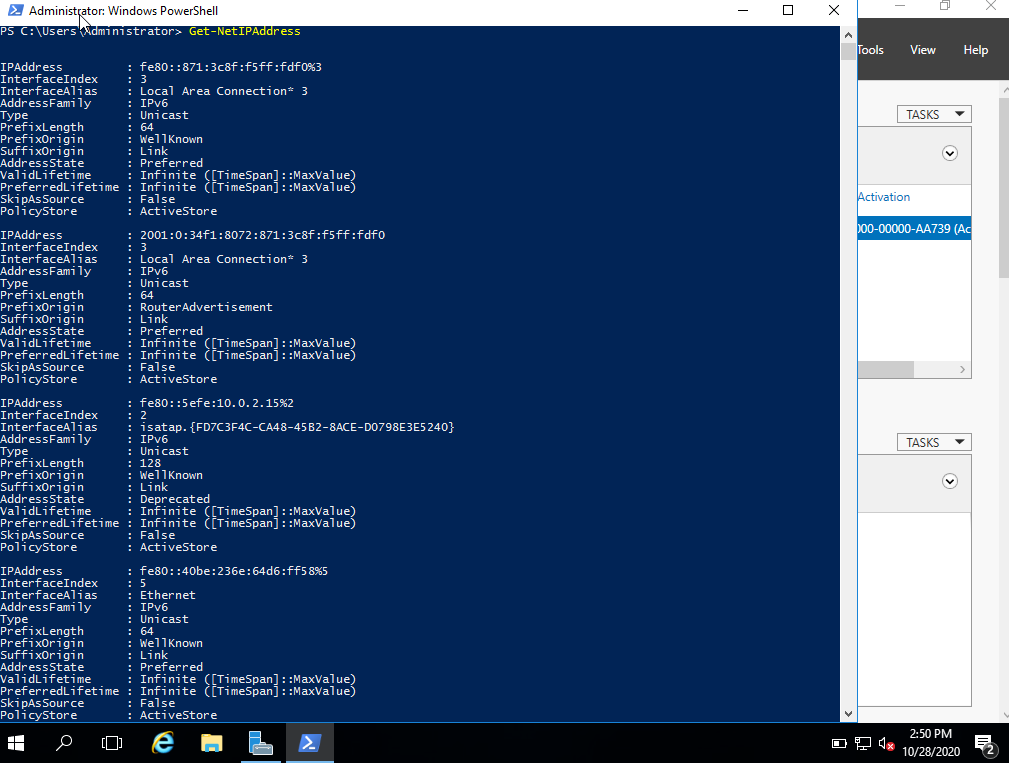 Administrator: Windows PowerShell
PS C:\Users\Administrator> Get-NetIPAddress
IPAddress : fe80::871:3c8f:f5ff:fdf0%3
InterfaceIndex : 3
InterfaceAlias : Local Area Connection* 3
AddressFamily : IPv6
Type : Unicast
PrefixLength : 64
PrefixOrigin : WellKnown
SuffixOrigin : Link
AddressState : Preferred
ValidLifetime : Infinite ([TimeSpan]::MaxValue)
PreferredLifetime : Infinite ([TimeSpan]::MaxValue)
SkipAsSource : False
PolicyStore : ActiveStore
IPAddress : 2001:0:34f1:8072:871:3c8f:f5ff:fdf0
InterfaceIndex : 3
InterfaceAlias : Local Area Connection* 3
AddressFamily : IPv6
Type : Unicast
PrefixLength : 64
PrefixOrigin : RouterAdvertisement
SuffixOrigin : Link
AddressState : Preferred
ValidLifetime : Infinite ([TimeSpan]::MaxValue)
PreferredLifetime : Infinite ([TimeSpan]::MaxValue)
SkipAsSource : False
PolicyStore : ActiveStore
IPAddress : fe80::5efe:10.0.2.15%2
InterfaceIndex : 2
InterfaceAlias : isatap.{FD7C3F4C-CA48-45B2-8ACE-D0798E3E5240}
AddressFamily : IPv6
Type : Unicast
PrefixLength : 128
PrefixOrigin : WellKnown
SuffixOrigin : Link
AddressState : Deprecated
ValidLifetime : Infinite ([TimeSpan]::MaxValue)
PreferredLifetime : Infinite ([TimeSpan]::MaxValue)
SkipAsSource : False
PolicyStore : ActiveStore
IPAddress : fe80::40be:236e:64d6:ff58%5
InterfaceIndex : 5
InterfaceAlias : Ethernet
AddressFamily : IPv6
Type : Unicast
PrefixLength : 64
PrefixOrigin : WellKnown
SuffixOrigin : Link
AddressState : Preferred
ValidLifetime : Infinite ([TimeSpan]::MaxValue)
PreferredLifetime : Infinite ([TimeSpan]::MaxValue)
SkipAsSource : False
PolicyStore : ActiveStore
Tools View Help
TASKS
Activation
000-00000-AA739 (Ac
TASKS
2:50 PM
10/28/2020
2